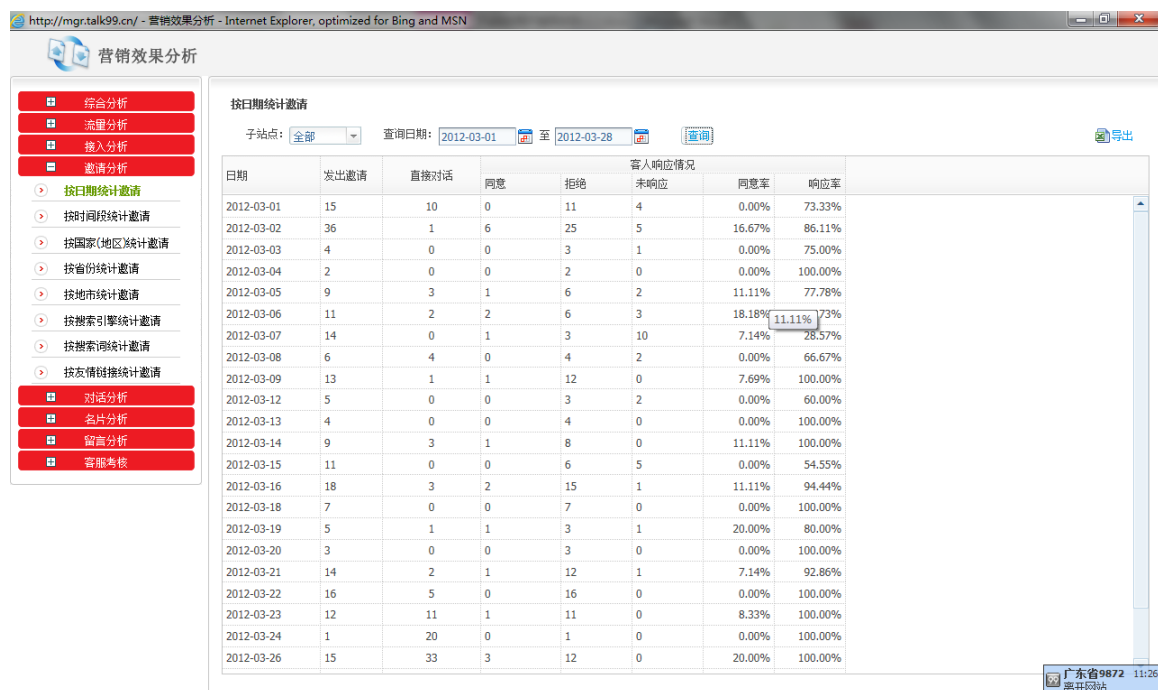 http://mgr.talk99.cn/ - 营销效果分析 - Internet Explorer, optimized for Bing and MSN
营销效果分析
综合分析
流量分析
接入分析
邀请分析
按日期统计邀请
按时间段统计邀请
按国家(地区)统计邀请
按省份统计邀请
按地市统计邀请
按搜索引擎统计邀请
按搜索词统计邀请
按友情链接统计邀请
对话分析
名片分析
留言分析
客服考核
按日期统计邀请
子站点: 全部 查询日期: 2012-03-01 至 2012-03-28 查询 导出
日期 发出邀请 直接对话 客人响应情况
同意 拒绝 未响应 同意率 响应率
2012-03-01 15 10 0 11 4 0.00% 73.33%
2012-03-02 36 1 6 25 5 16.67% 86.11%
2012-03-03 4 0 0 3 1 0.00% 75.00%
2012-03-04 2 0 0 2 0 0.00% 100.00%
2012-03-05 9 3 1 6 2 11.11% 77.78%
2012-03-06 11 2 2 6 3 18.18% 73%
11.11%
2012-03-07 14 0 1 3 10 7.14% 28.57%
2012-03-08 6 4 0 4 2 0.00% 66.67%
2012-03-09 13 1 1 12 0 7.69% 100.00%
2012-03-12 5 0 0 3 2 0.00% 60.00%
2012-03-13 4 0 0 4 0 0.00% 100.00%
2012-03-14 9 3 1 8 0 11.11% 100.00%
2012-03-15 11 0 0 6 5 0.00% 54.55%
2012-03-16 18 3 2 15 1 11.11% 94.44%
2012-03-18 7 0 0 7 0 0.00% 100.00%
2012-03-19 5 1 1 3 1 20.00% 80.00%
2012-03-20 3 0 0 3 0 0.00% 100.00%
2012-03-21 14 2 1 12 1 7.14% 92.86%
2012-03-22 16 5 0 16 0 0.00% 100.00%
2012-03-23 12 11 1 11 0 8.33% 100.00%
2012-03-24 1 20 0 1 0 0.00% 100.00%
2012-03-26 15 33 3 12 0 20.00% 100.00%
广东省9872 11:26
离开网站